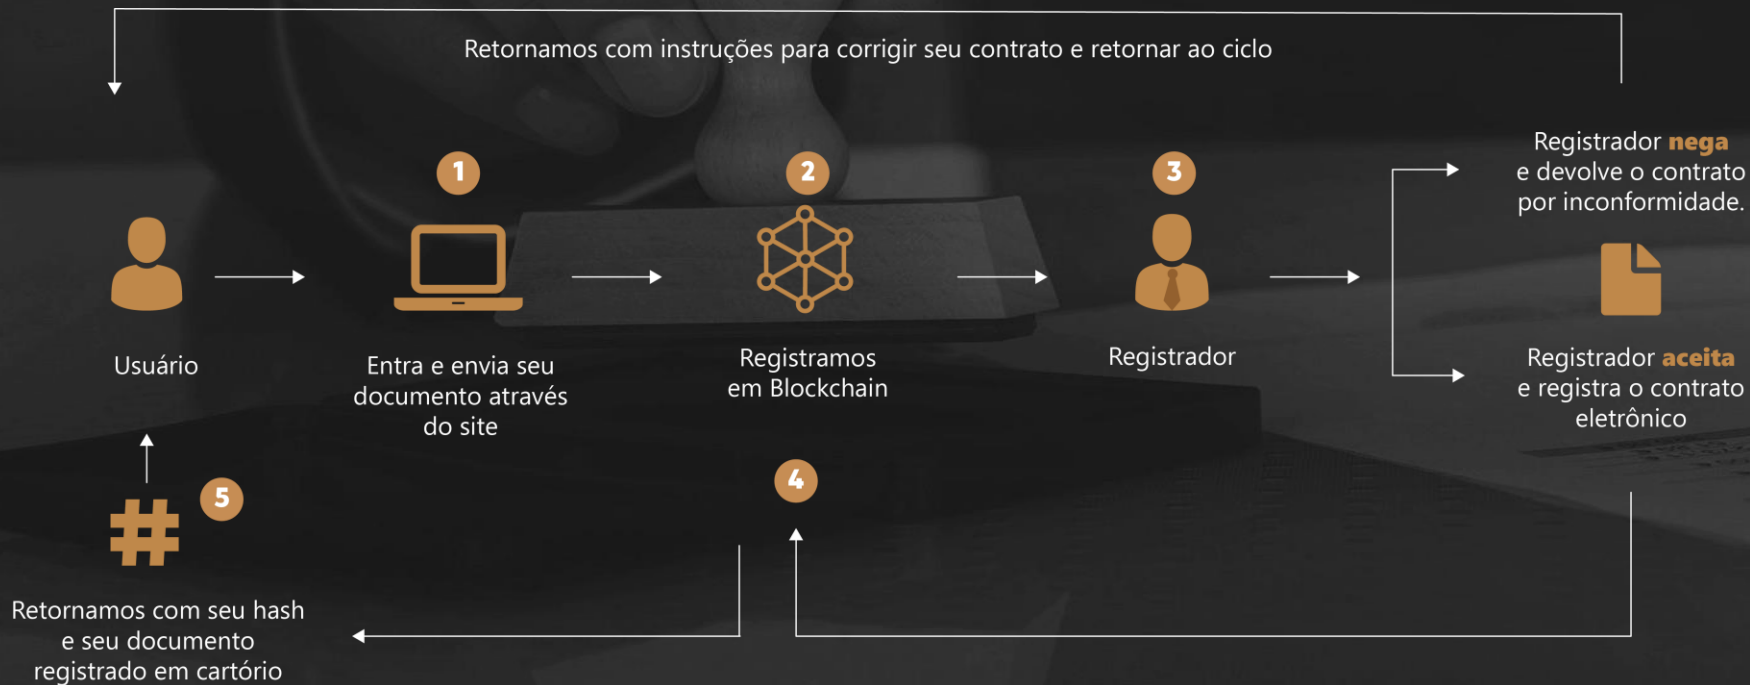 Retornamos com instruções para corrigir seu contrato e retornar ao ciclo
1
2
3
Registrador nega
e devolve o contrato
por inconformidade.
Usuário
Entra e envia seu
documento através
do site
Registramos
em Blockchain
Registrador
Registrador aceita
e registra o contrato
eletrônico
4
5
#
Retornamos com seu hash
e seu documento
registrado em cartório